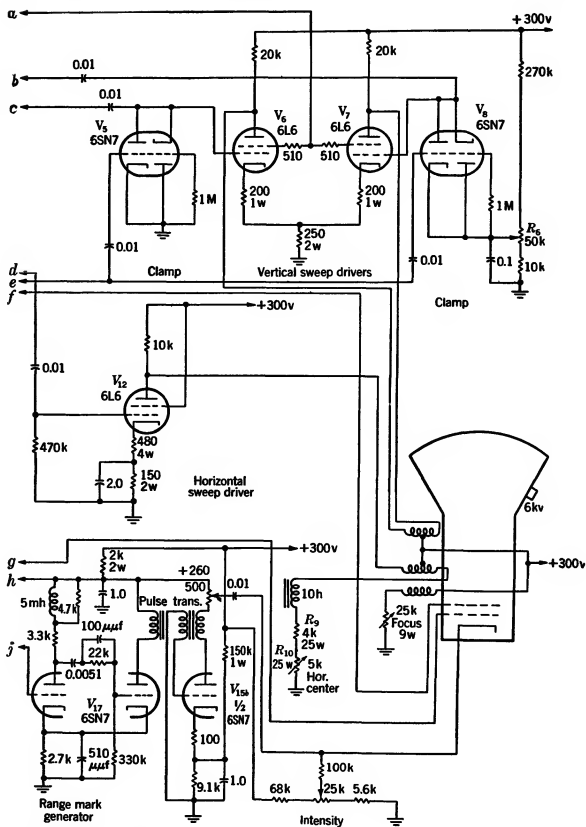 a
+300v
20k
20k
270k
b
0.01
c
0.01
V5
6SN7
V6
6L6
V7
6L6
V8
6SN7
510
510
200
1w
200
1w
1M
1M
R6
50k
250
2w
0.01
0.01
0.1
10k
Clamp
Vertical sweep drivers
Clamp
d
e
f
+300v
10k
0.01
V12
6L6
470k
480
4w
2.0
150
2w
Horizontal
sweep driver
6kv
g
h
2k
2w
+300v
+300v
1.0
+260
500
0.01
5mh
4.7k
Pulse trans.
10h
100μμf
3.3k
22k
R9
4k
25w
25k
Focus
9w
j
0.0051
150k
1w
R10
25w
5k
Hor.
center
V17
6SN7
V15b
½
6SN7
100
2.7k
510
μμf
330k
9.1k
1.0
100k
68k
25k
5.6k
Range mark
generator
Intensity